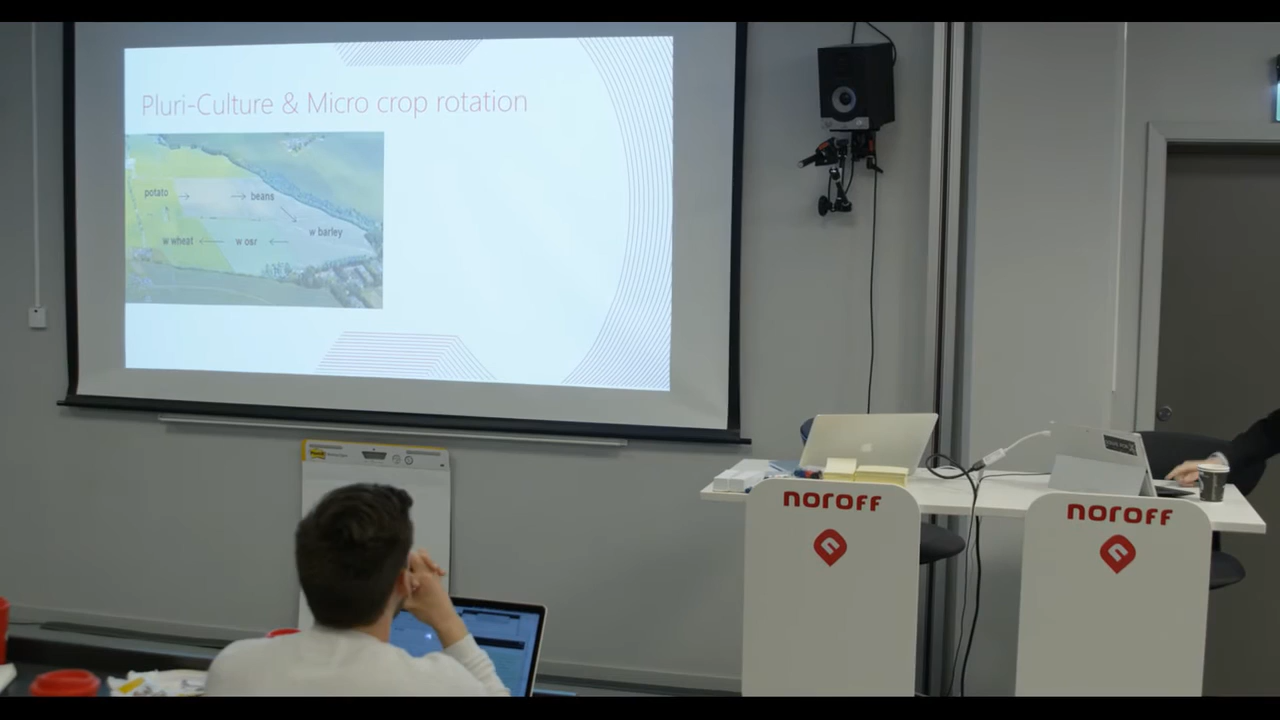 Pluri-Culture & Micro crop rotation
potato
beans
w barley
w wheat
w osr
noroff
noroff